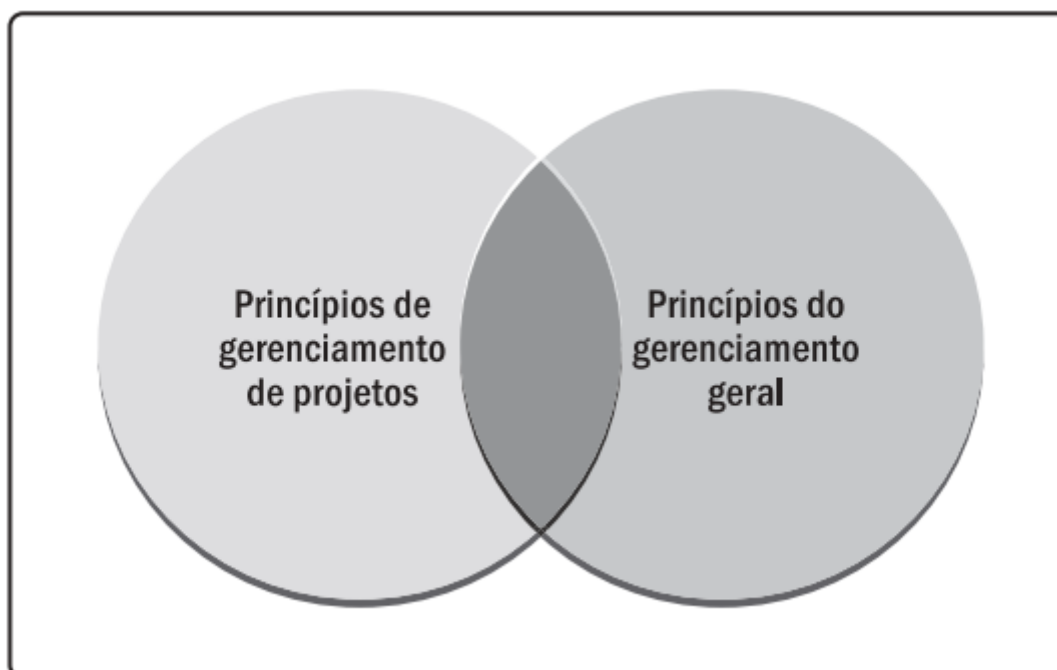 Princípios de
gerenciamento
de projetos
Princípios do
gerenciamento
geral